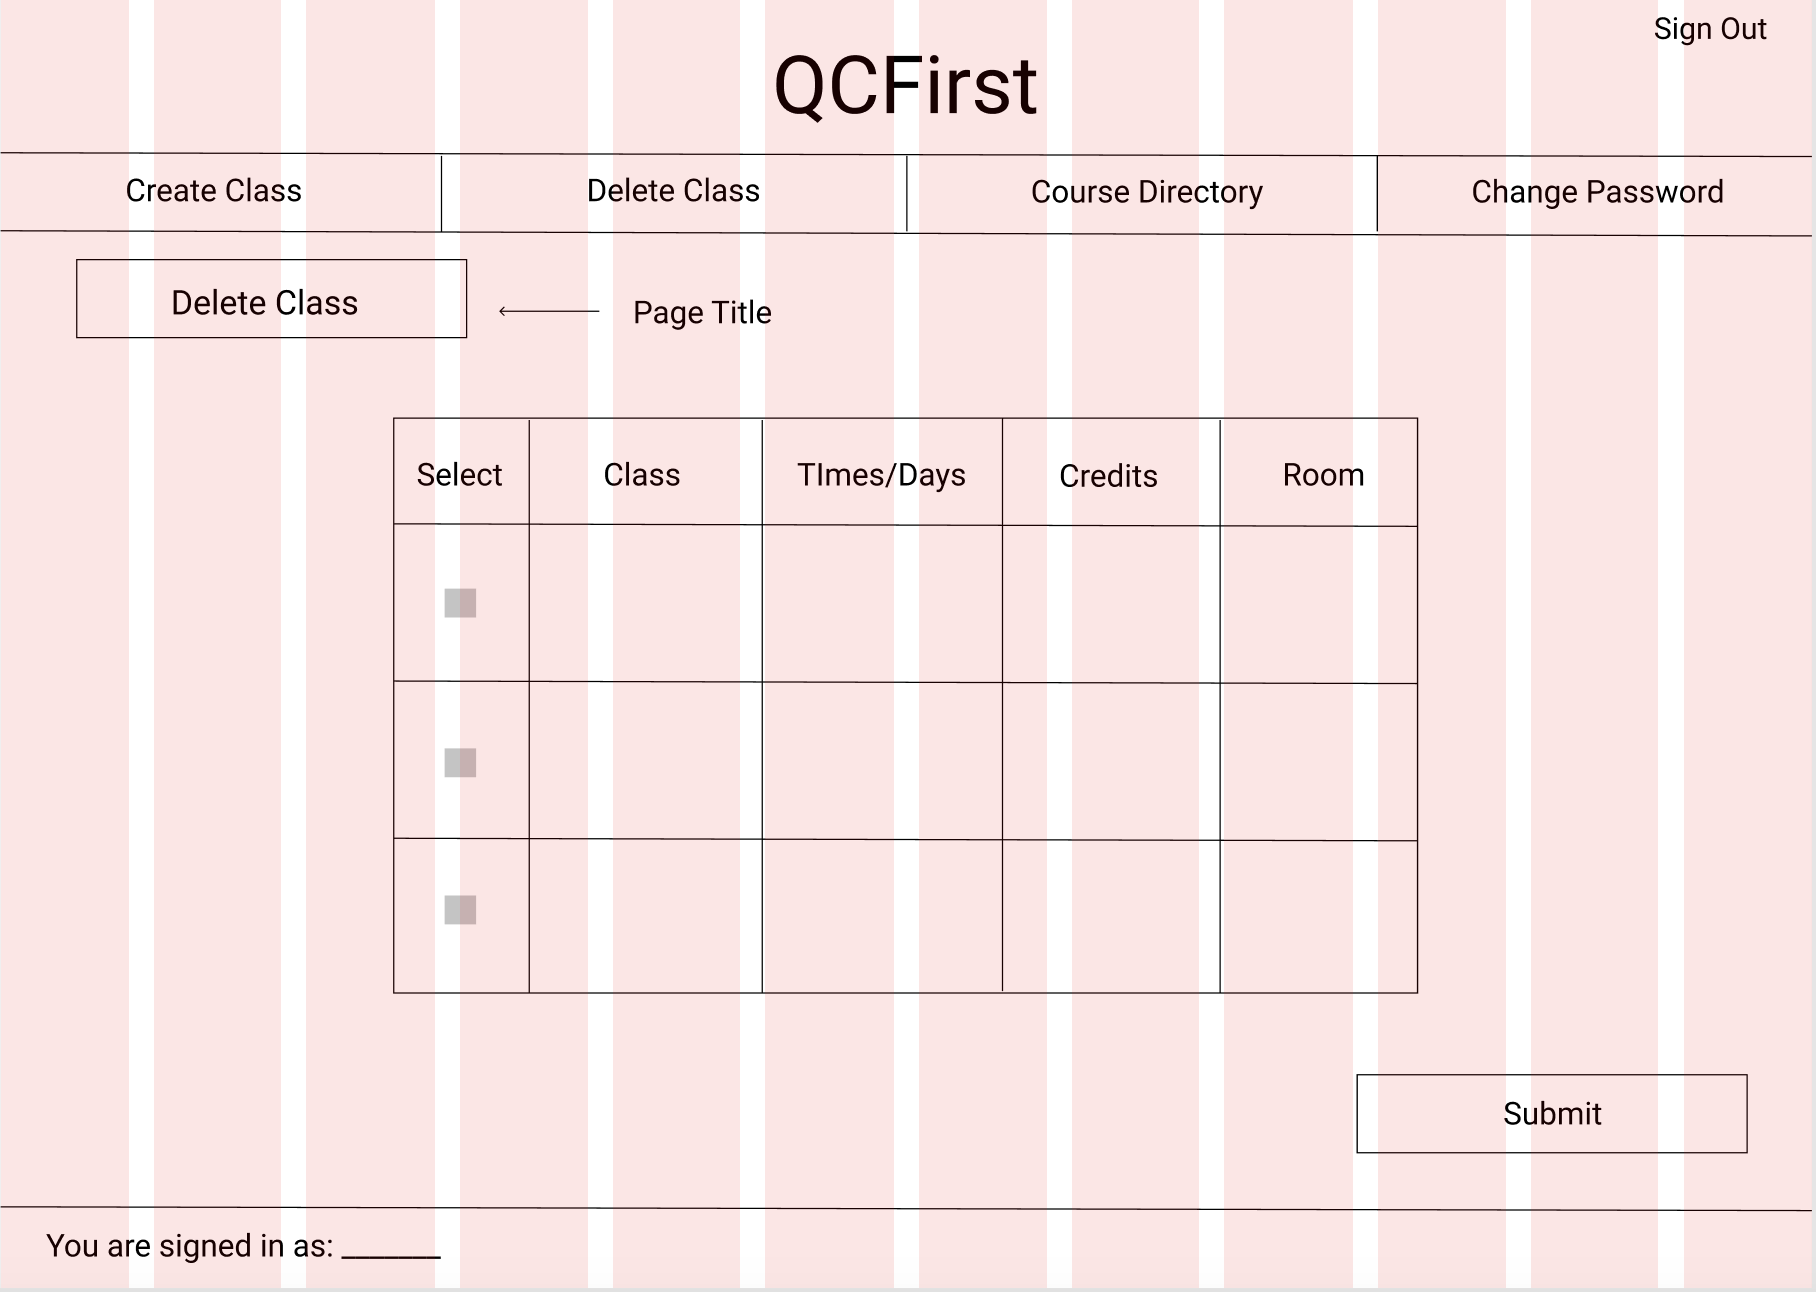 Sign Out
QCFirst
Create Class
Delete Class
Course Directory
Change Password
Delete Class
Page Title
Select
Class
TImes/Days
Credits
Room
Submit
You are signed in as: ______